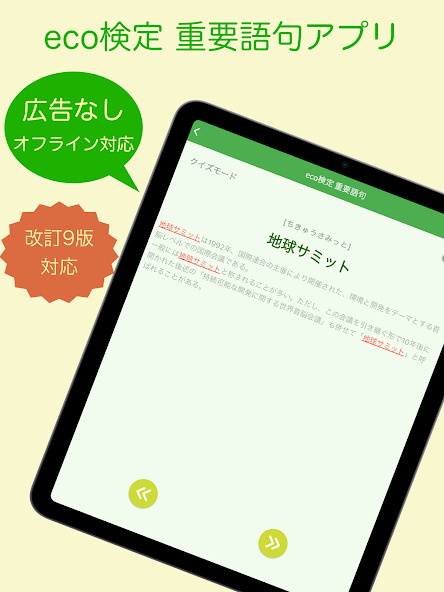 eco検定 重要語句アプリ
広告なし
オフライン対応
改訂9版
対応
eco検定 重要語句
クイズモード
[ちきゅうさみっと]
地球サミット
地球サミットは1992年、国際連合の主催により開催された、環境と開発をテーマとする首
脳レベルでの国際会議である。
一般には地球サミットと称されることが多い。ただし、この会議を引き継ぐ形で10年後に
開かれた後述の「持続可能な開発に関する世界首脳会議」も併せて「地球サミット」と呼
ばれることがある。